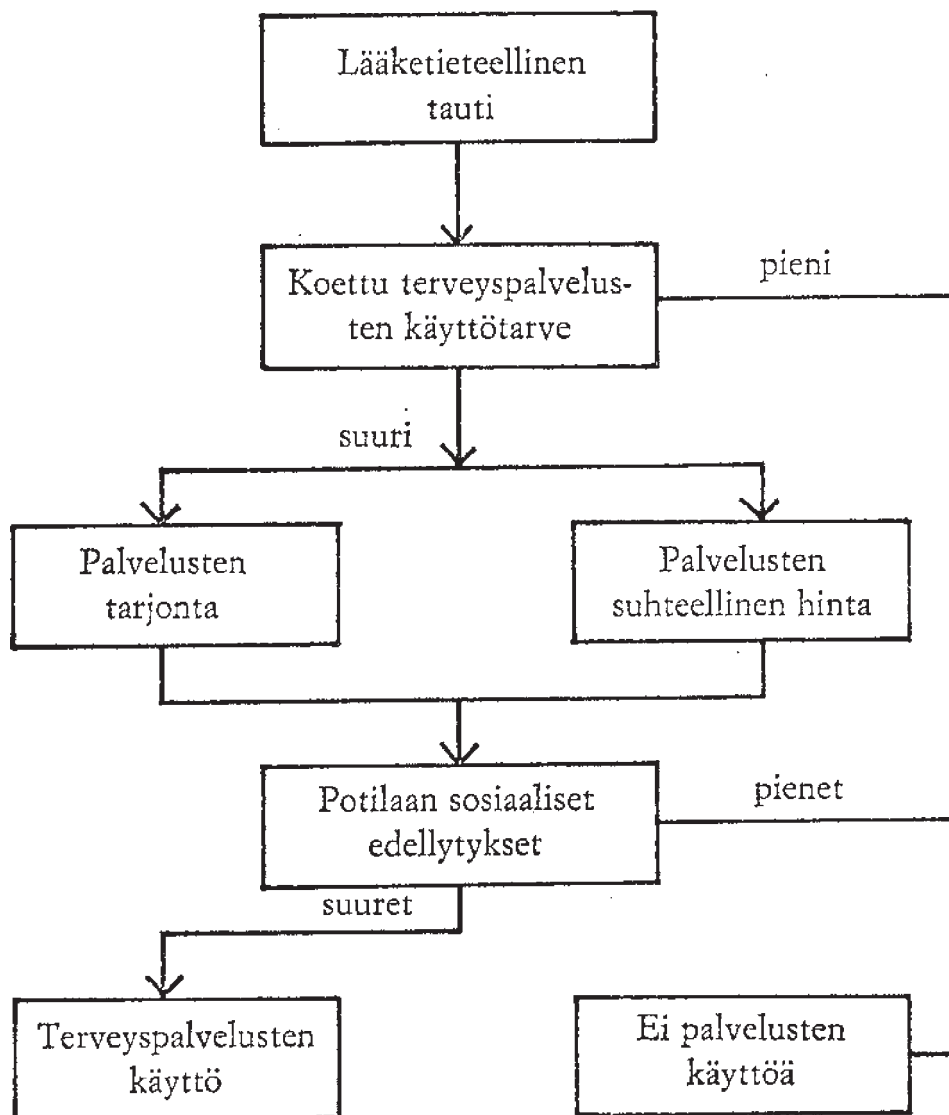 Lääketieteellinen
tauti
Koettu terveyspalvelus-
ten käyttötarve
pieni
suuri
Palvelusten
tarjonta
Palvelusten
suhteellinen hinta
Potilaan sosiaaliset
edellytykset
pienet
suuret
Terveyspalvelusten
käyttö
Ei palvelusten
käyttöä